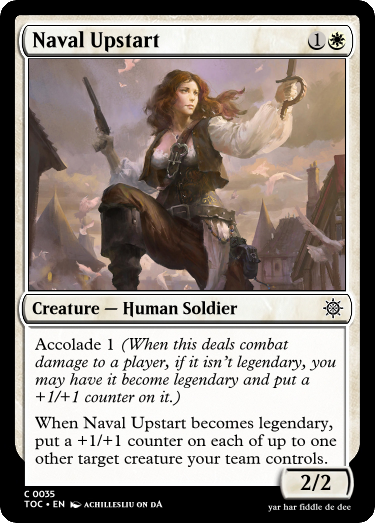 Naval Upstart 1
Creature — Human Soldier
Accolade 1 (When this deals combat
damage to a player, if it isn't legendary, you
may have it become legendary and put a
+1/+1 counter on it.)
When Naval Upstart becomes legendary,
put a +1/+1 counter on each of up to one
other target creature your team controls.
2/2
C 0035
TOC • EN ACHILLESLIU ON DA
yar har fiddle de dee